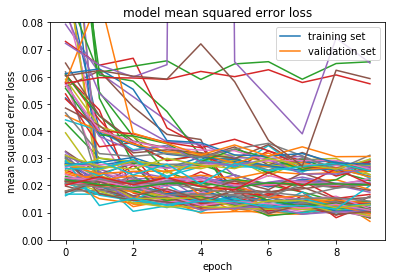 model mean squared error loss
training set
validation set
mean squared error loss
0.08
0.07
0.06
0.05
0.04
0.03
0.02
0.01
0.00
0 2 4 6 8
epoch